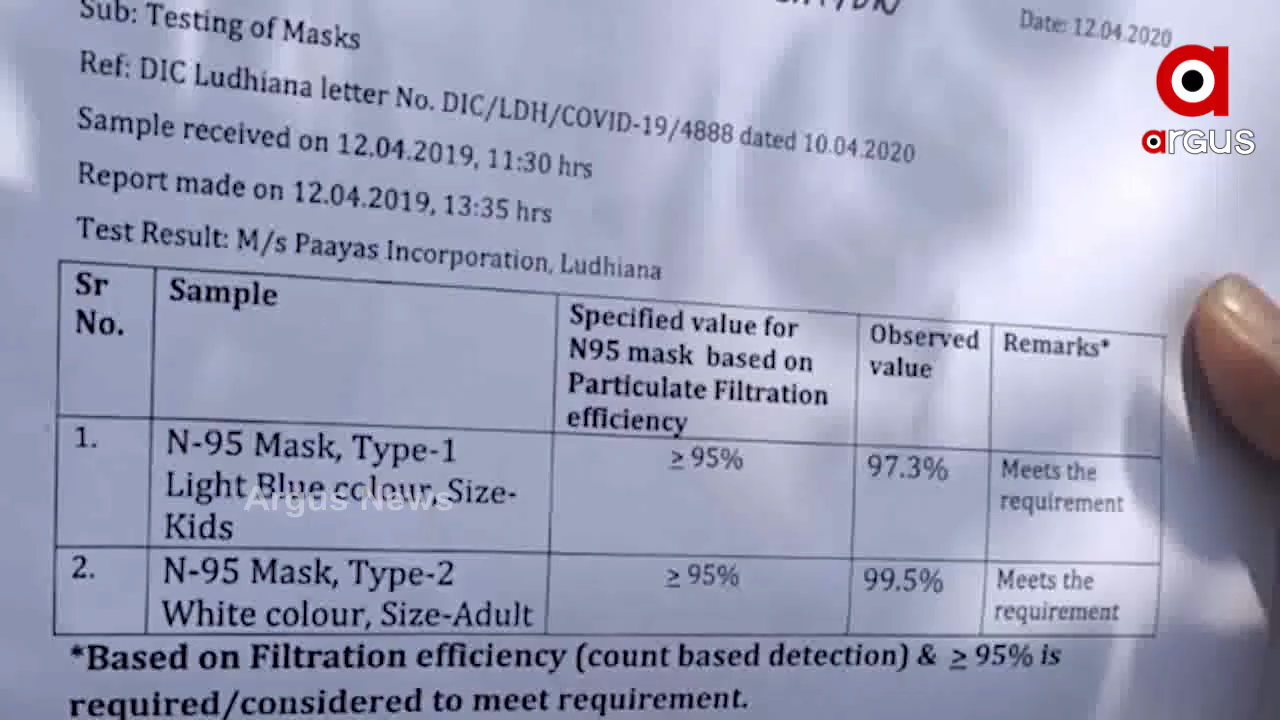 Date: 12.04.2020
Sub: Testing of Masks
Ref: DIC Ludhiana letter No. DIC/LDH/COVID-19/4888 dated 10.04.2020
Sample received on 12.04.2019, 11:30 hrs
Report made on 12.04.2019, 13:35 hrs
Test Result: M/s Paayas Incorporation, Ludhiana
Sr
No.
Sample
Specified value for
N95 mask based on
Particulate Filtration
efficiency
Observed
value
Remarks*
1.
N-95 Mask, Type-1
Light Blue colour, Size-
Kids
≥ 95%
97.3%
Meets the
requirement
2.
N-95 Mask, Type-2
White colour, Size-Adult
≥ 95%
99.5%
Meets the
requirement
*Based on Filtration efficiency (count based detection) & ≥ 95% is
required/considered to meet requirement.
argus
Argus News